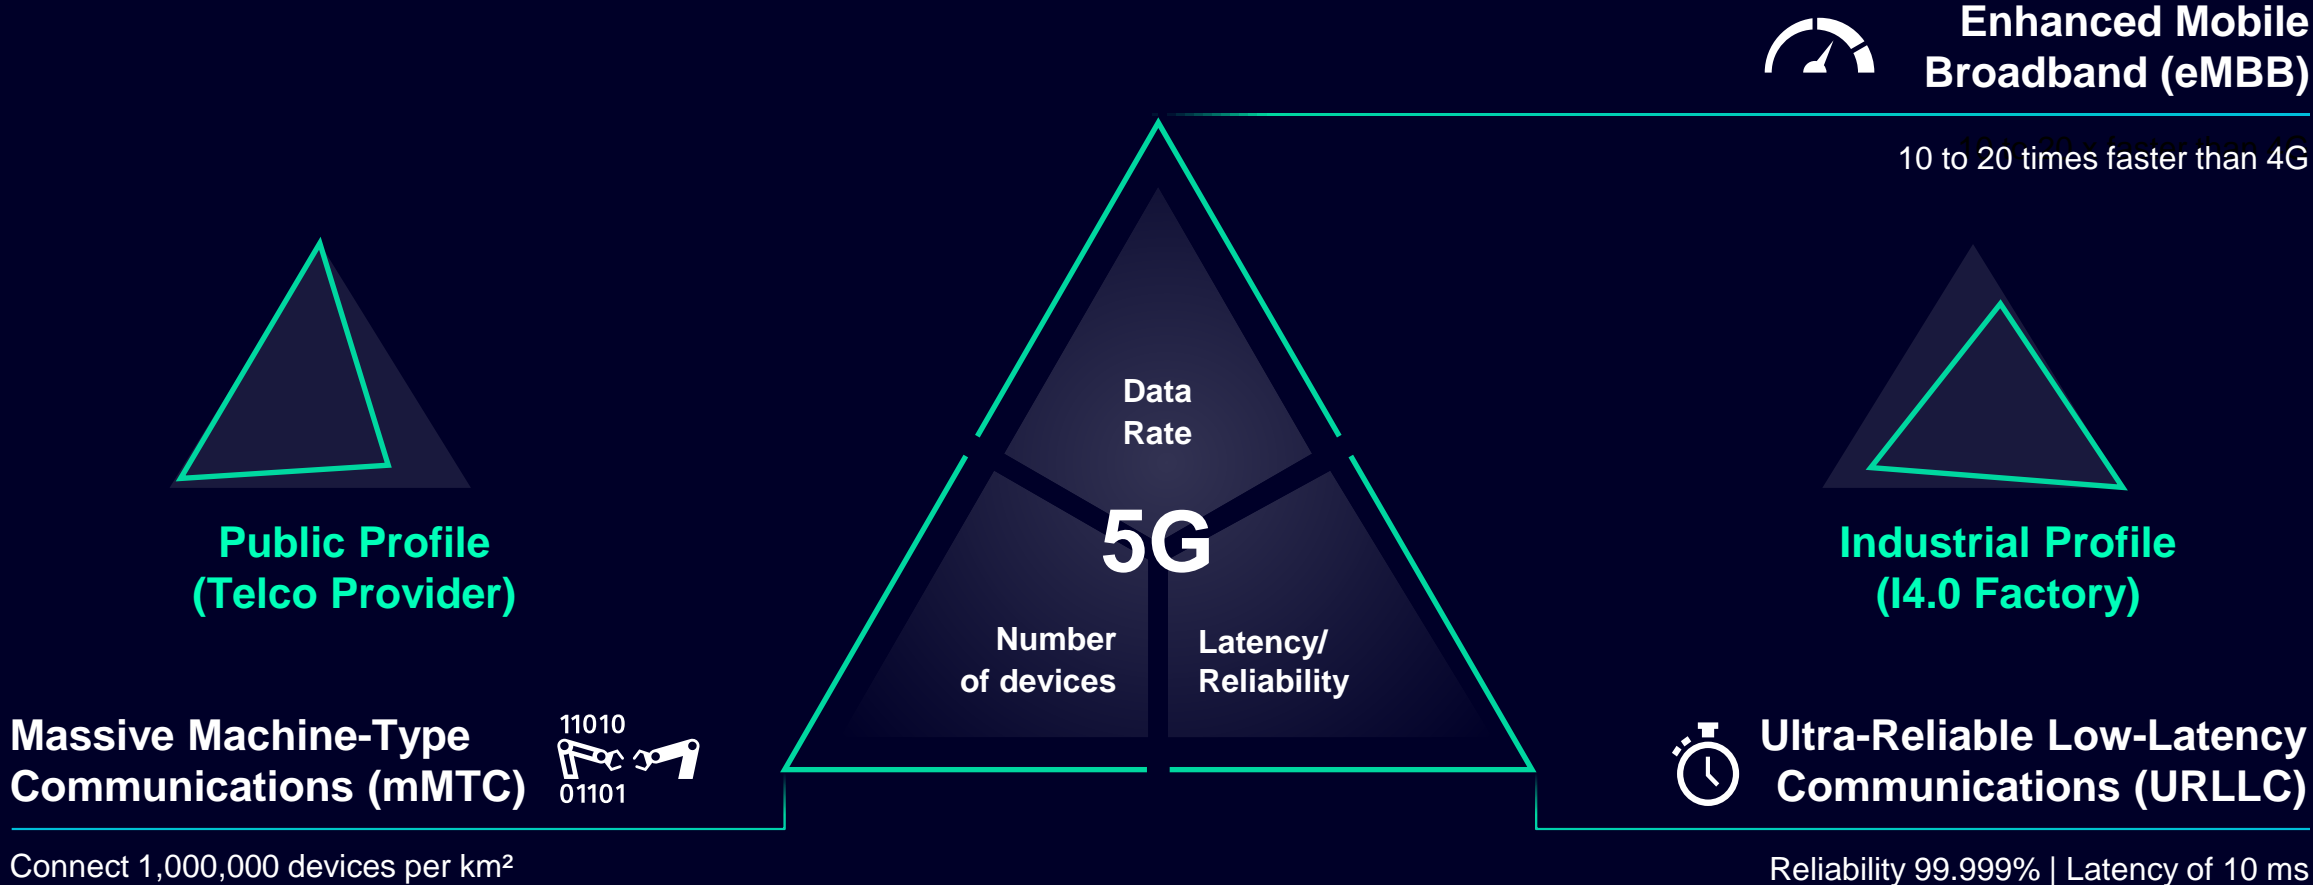 Enhanced Mobile
Broadband (eMBB)
10 to 20 times faster than 4G
Data
Rate
5G
Number
of devices
Latency/
Reliability
Public Profile
(Telco Provider)
Industrial Profile
(I4.0 Factory)
Massive Machine-Type
Communications (mMTC)
11010
01101
Connect 1,000,000 devices per km²
Ultra-Reliable Low-Latency
Communications (URLLC)
Reliability 99.999% | Latency of 10 ms